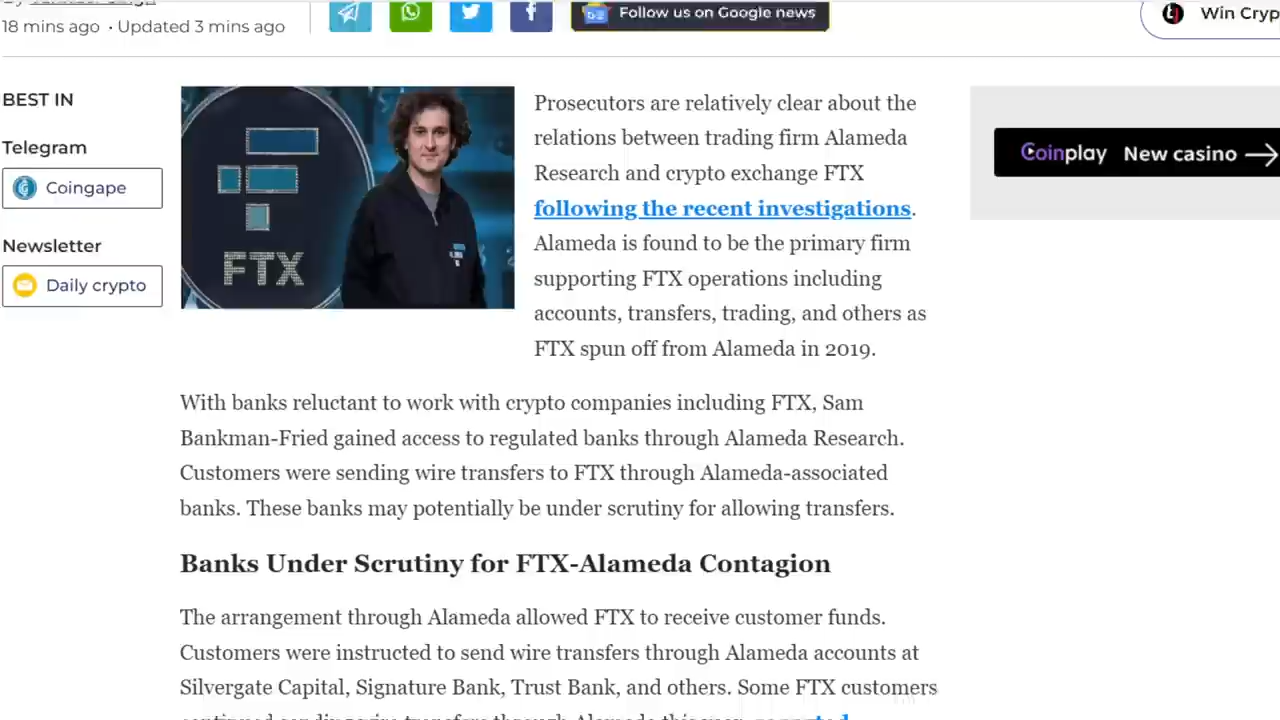 18 mins ago · Updated 3 mins ago
Follow us on Google news
Win Cryp
BEST IN
Telegram
Coingape
Newsletter
Daily crypto
FTX
Prosecutors are relatively clear about the
relations between trading firm Alameda
Research and crypto exchange FTX
following the recent investigations.
Alameda is found to be the primary firm
supporting FTX operations including
accounts, transfers, trading, and others as
FTX spun off from Alameda in 2019.
Coinplay New casino
With banks reluctant to work with crypto companies including FTX, Sam
Bankman-Fried gained access to regulated banks through Alameda Research.
Customers were sending wire transfers to FTX through Alameda-associated
banks. These banks may potentially be under scrutiny for allowing transfers.
Banks Under Scrutiny for FTX-Alameda Contagion
The arrangement through Alameda allowed FTX to receive customer funds.
Customers were instructed to send wire transfers through Alameda accounts at
Silvergate Capital, Signature Bank, Trust Bank, and others. Some FTX customers